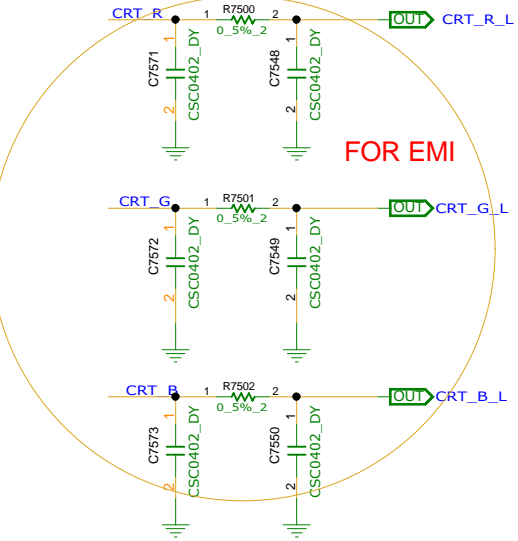 CRT_R 1 R7500 2 OUT CRT_R_L
0_5%_2
1 C7571 CSC0402_DY 2
1 C7548 CSC0402_DY 2
FOR EMI
CRT_G 1 R7501 2 OUT CRT_G_L
0_5%_2
1 C7572 CSC0402_DY 2
1 C7549 CSC0402_DY 2
CRT_B 1 R7502 2 OUT CRT_B_L
0_5%_2
1 C7573 CSC0402_DY 2
1 C7550 CSC0402_DY 2